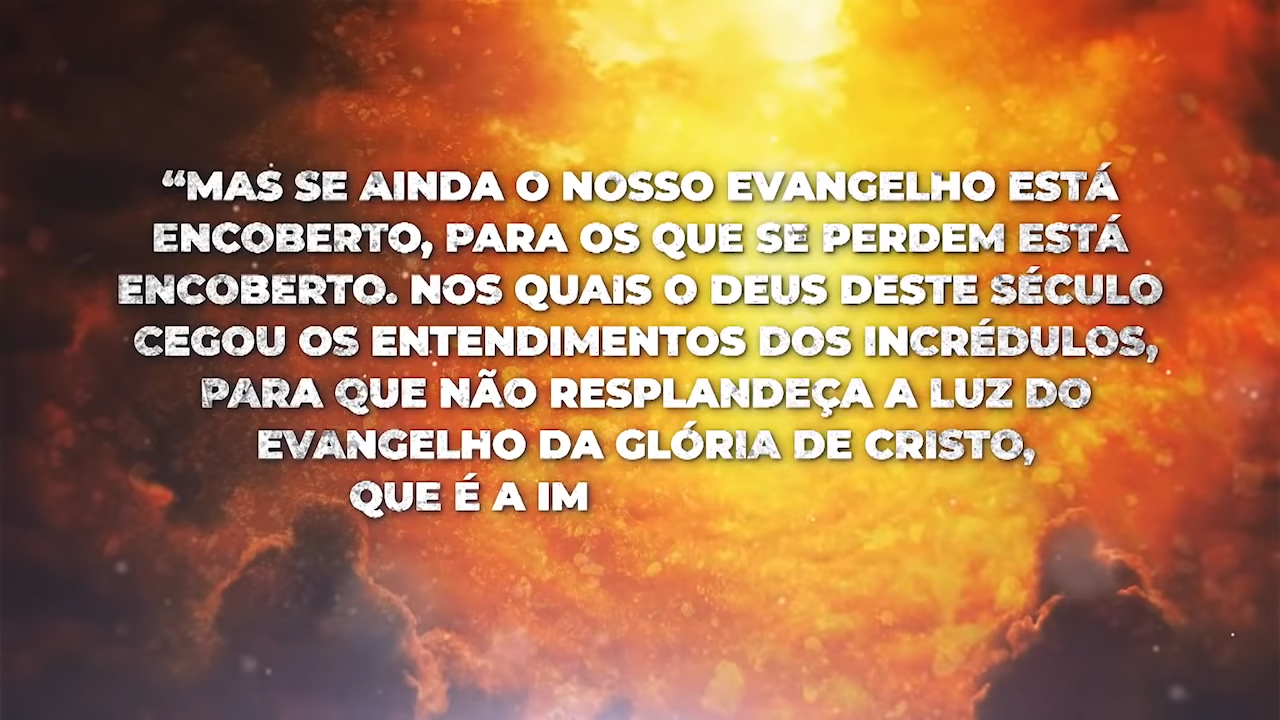 “MAS SE AINDA O NOSSO EVANGELHO ESTÁ
ENCOBERTO, PARA OS QUE SE PERDEM ESTÁ
ENCOBERTO. NOS QUAIS O DEUS DESTE SÉCULO
CEGOU OS ENTENDIMENTOS DOS INCRÉDULOS,
PARA QUE NÃO RESPLANDEÇA A LUZ DO
EVANGELHO DA GLÓRIA DE CRISTO,
QUE É A IM